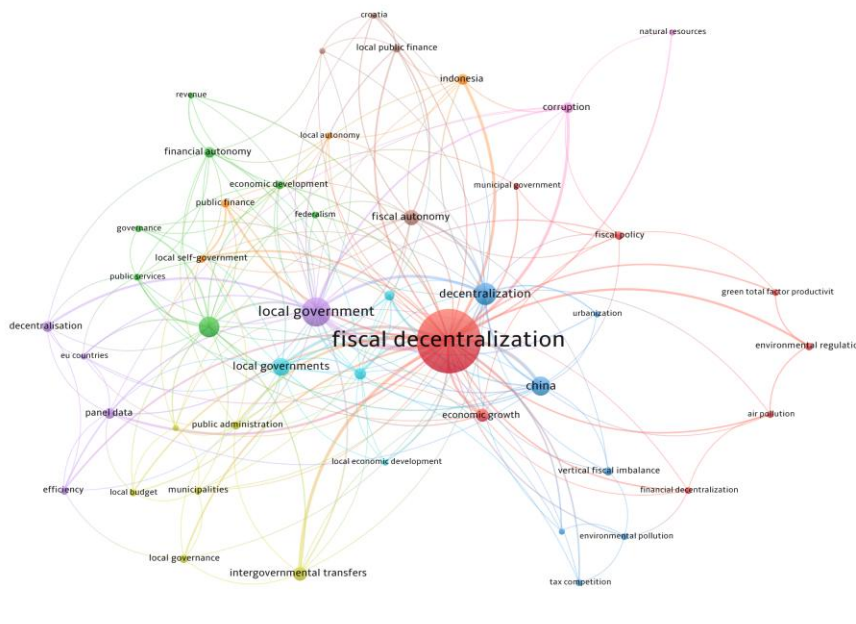 croatia
natural resources
local public finance
indonesia
revenue
corruption
local autonomy
financial autonomy
economic development
municipal government
public finance
federalism
fiscal autonomy
governance
fiscal policy
local self-government
public services
decentralization
green total factor productivit
local government
urbanization
decentralisation
fiscal decentralization
environmental regulatio
eu countries
local governments
china
panel data
economic growth
air pollution
public administration
local economic development
vertical fiscal imbalance
efficiency
local budget
municipalities
financial decentralization
environmental pollution
local governance
intergovernmental transfers
tax competition